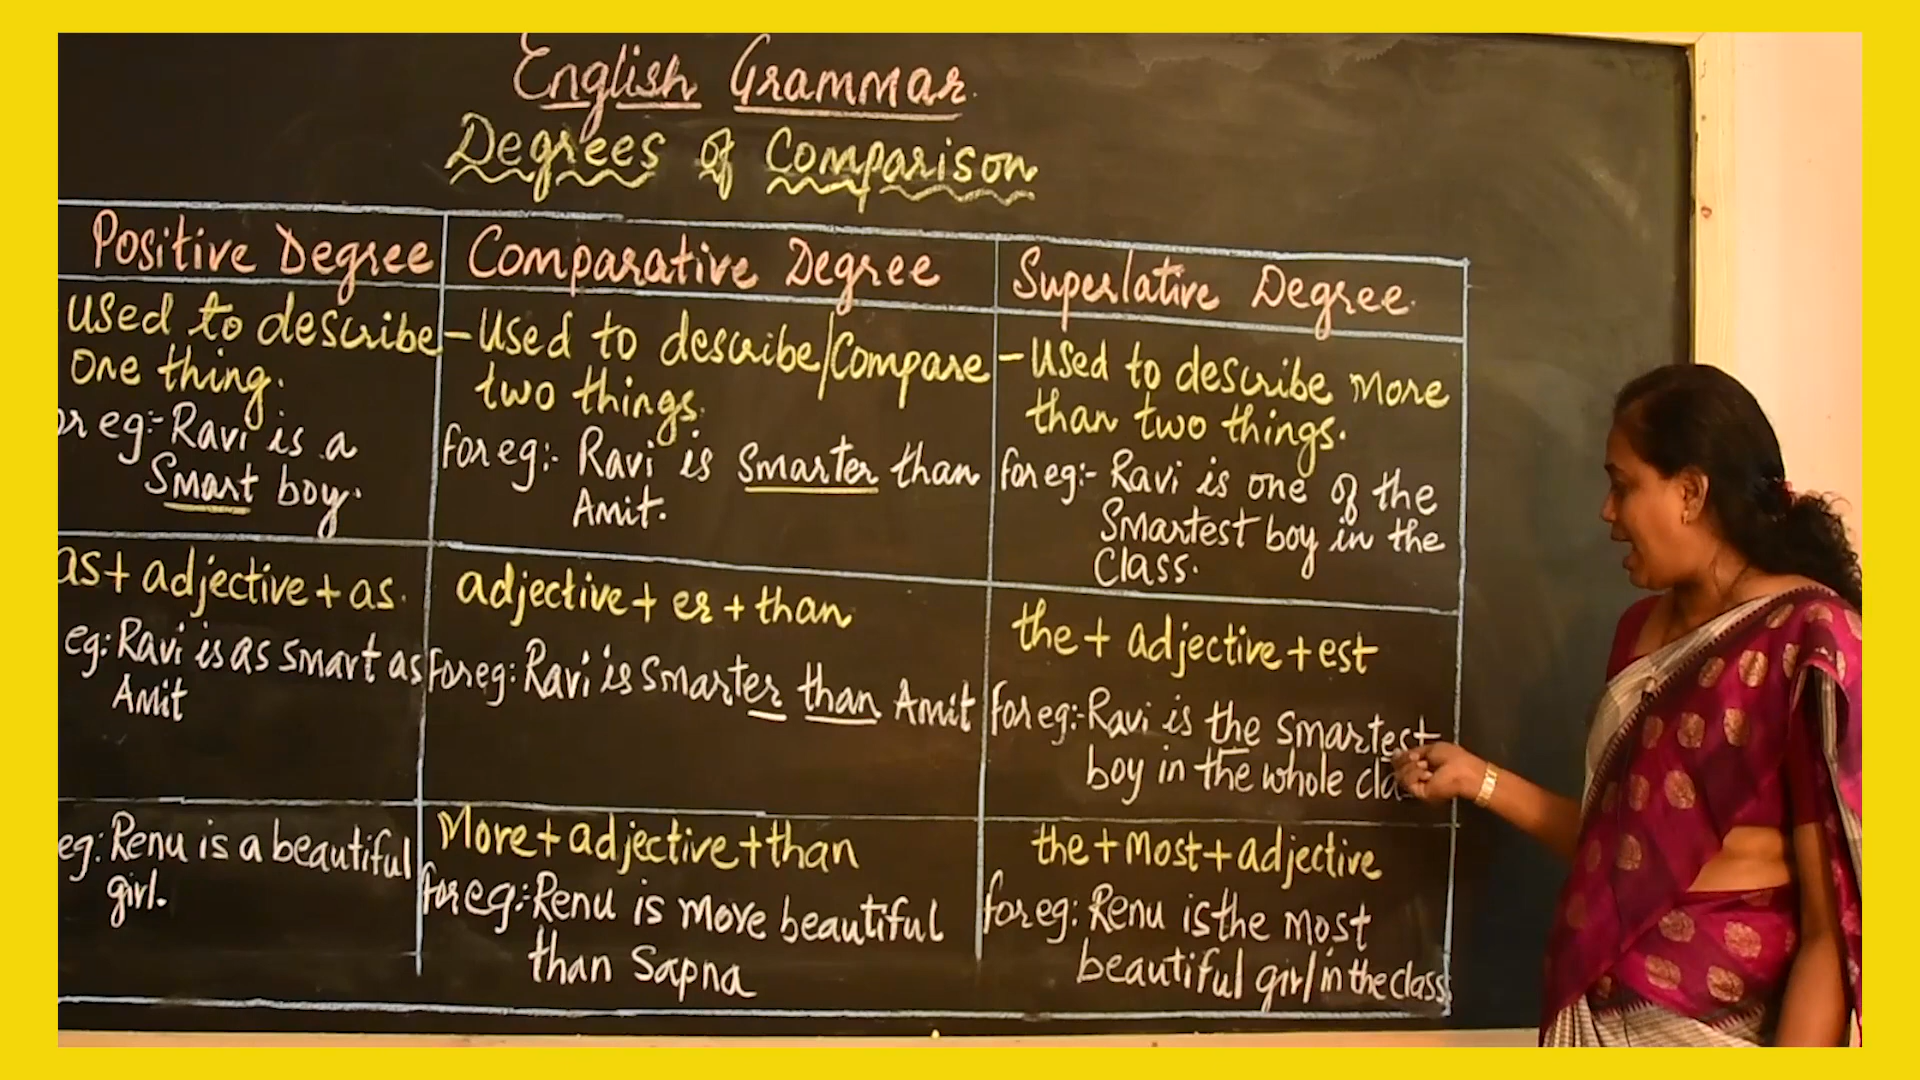 English Grammar.
Degrees of Comparison
Positive Degree
used to describe
one thing.
or eg:- Ravi is a
Smart boy.
as + adjective + as.
eg: Ravi is as smart as
Amit
eg: Renu is a beautiful
girl.
Comparative Degree
- Used to describe/Compare
two things.
for eg:- Ravi is Smarter than
Amit.
adjective + er + than
for eg: Ravi is smarter than Amit
More + adjective + than
for eg:- Renu is more beautiful
than Sapna
Superlative Degree.
- Used to describe more
than two things.
for eg:- Ravi is one of the
Smartest boy in the
Class.
the + adjective + est
for eg:- Ravi is the smartest
boy in the whole cla
the + most + adjective
for eg: Renu is the most
beautiful girl in the class